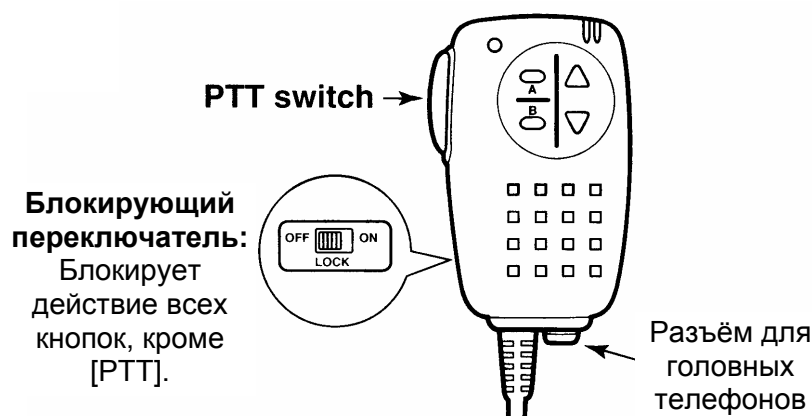 A
B
PTT switch
Блокирующий
переключатель:
Блокирует
действие всех
кнопок, кроме
[PTT].
OFF ON
LOCK
Разъём для
головных
телефонов